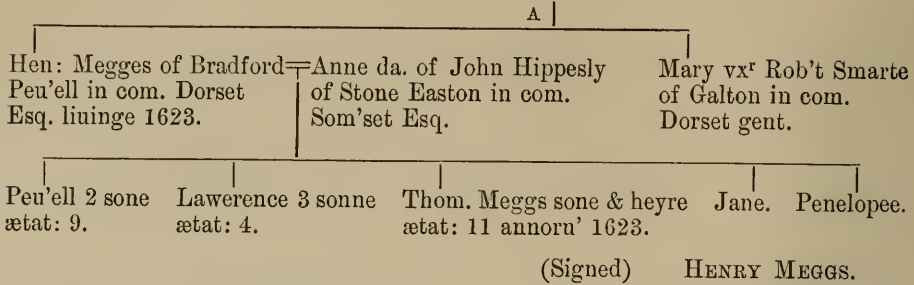 A
Hen: Megges of Bradford
Peu'ell in com. Dorset
Esq. liuinge 1623.
Anne da. of John Hippesly
of Stone Easton in com.
Som'set Esq.
Mary vxʳ Rob't Smarte
of Galton in com.
Dorset gent.
Peu'ell 2 sone
ætat: 9.
Lawerence 3 sonne
ætat: 4.
Thom. Meggs sone & heyre
ætat: 11 annoru' 1623.
Jane.
Penelopee.
(Signed) HENRY MEGGS.